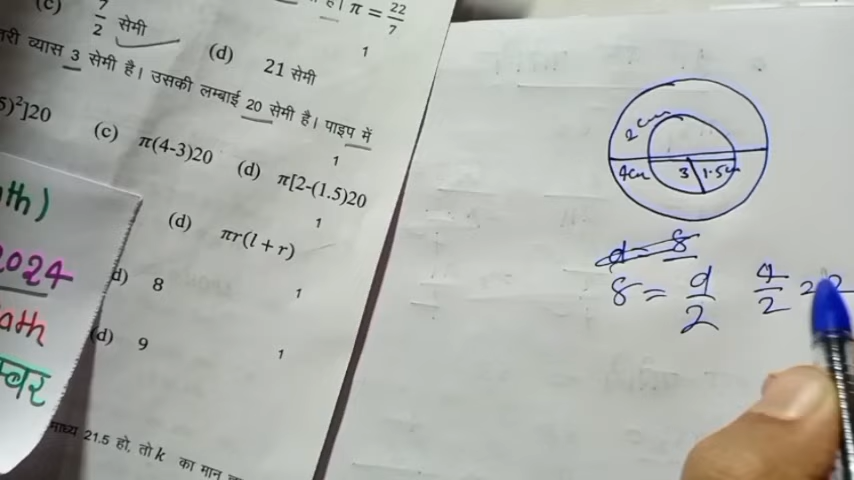 (c) 7/2 सेमी
π = 22/7
(d) 21 सेमी
1
व्यास 3 सेमी है। उसकी लम्बाई 20 सेमी है। पाइप में
5)²]20
(c) π(4-3)20
(d) π[2-(1.5)20
1
(d) πr(l + r)
1
d) 8
1
(d) 9
1
21.5 हो, तो k का मान
th)
2024
ath
2cm
4cm
3
1.5cm
d = 8
8 = d/2 4/2 = 2